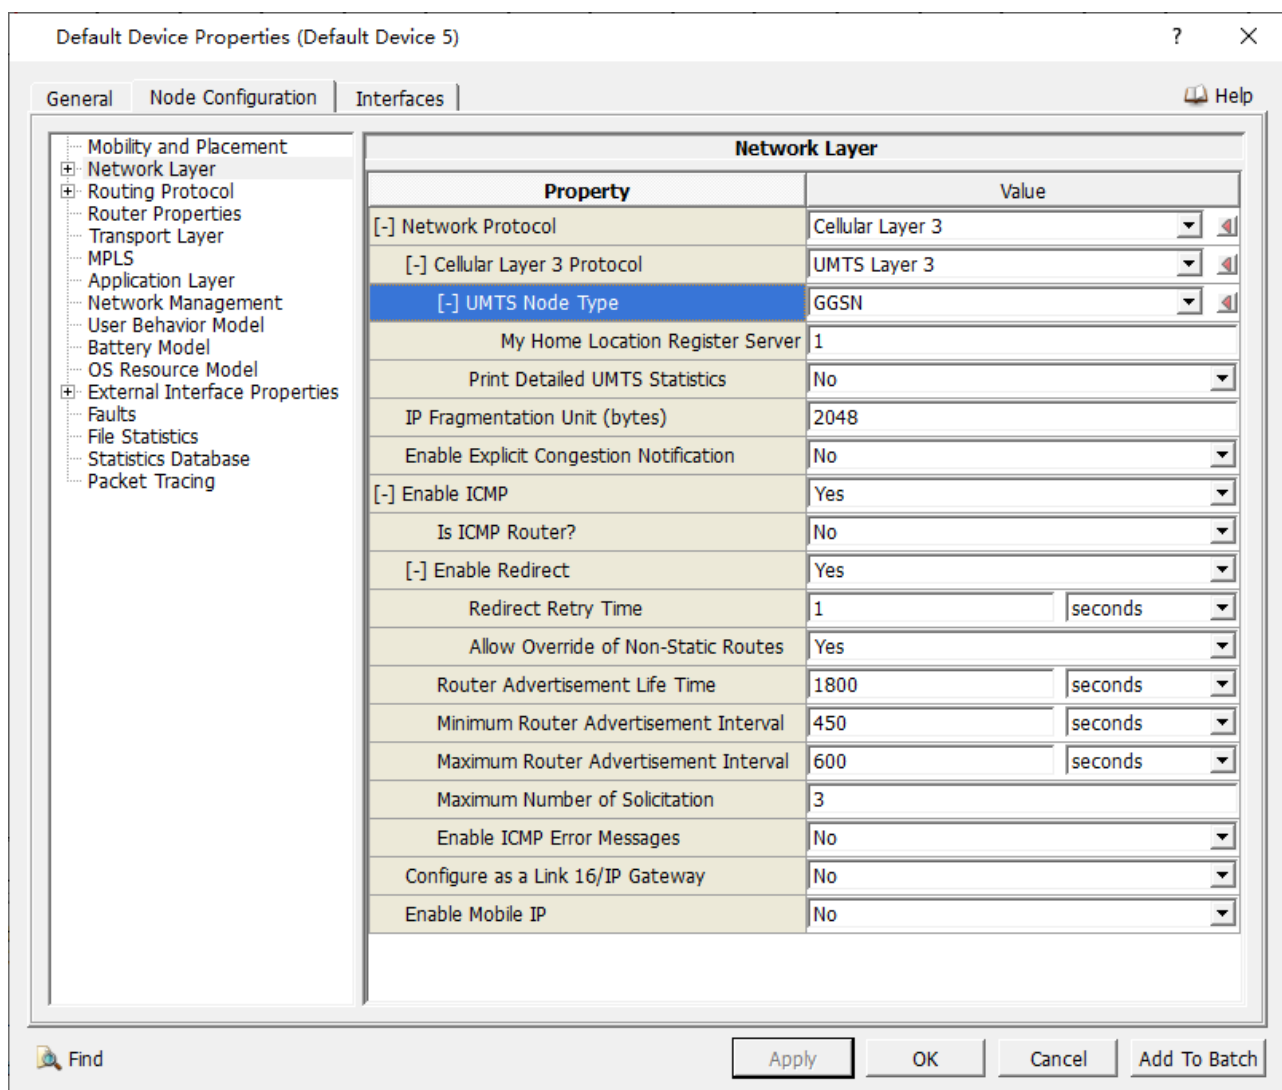 Default Device Properties (Default Device 5) ?
General Node Configuration Interfaces Help
Mobility and Placement
Network Layer
Routing Protocol
Router Properties
Transport Layer
MPLS
Application Layer
Network Management
User Behavior Model
Battery Model
OS Resource Model
External Interface Properties
Faults
File Statistics
Statistics Database
Packet Tracing
Network Layer
Property Value
[-] Network Protocol Cellular Layer 3
[-] Cellular Layer 3 Protocol UMTS Layer 3
[-] UMTS Node Type GGSN
My Home Location Register Server 1
Print Detailed UMTS Statistics No
IP Fragmentation Unit (bytes) 2048
Enable Explicit Congestion Notification No
[-] Enable ICMP Yes
Is ICMP Router? No
[-] Enable Redirect Yes
Redirect Retry Time 1 seconds
Allow Override of Non-Static Routes Yes
Router Advertisement Life Time 1800 seconds
Minimum Router Advertisement Interval 450 seconds
Maximum Router Advertisement Interval 600 seconds
Maximum Number of Solicitation 3
Enable ICMP Error Messages No
Configure as a Link 16/IP Gateway No
Enable Mobile IP No
Find Apply OK Cancel Add To Batch